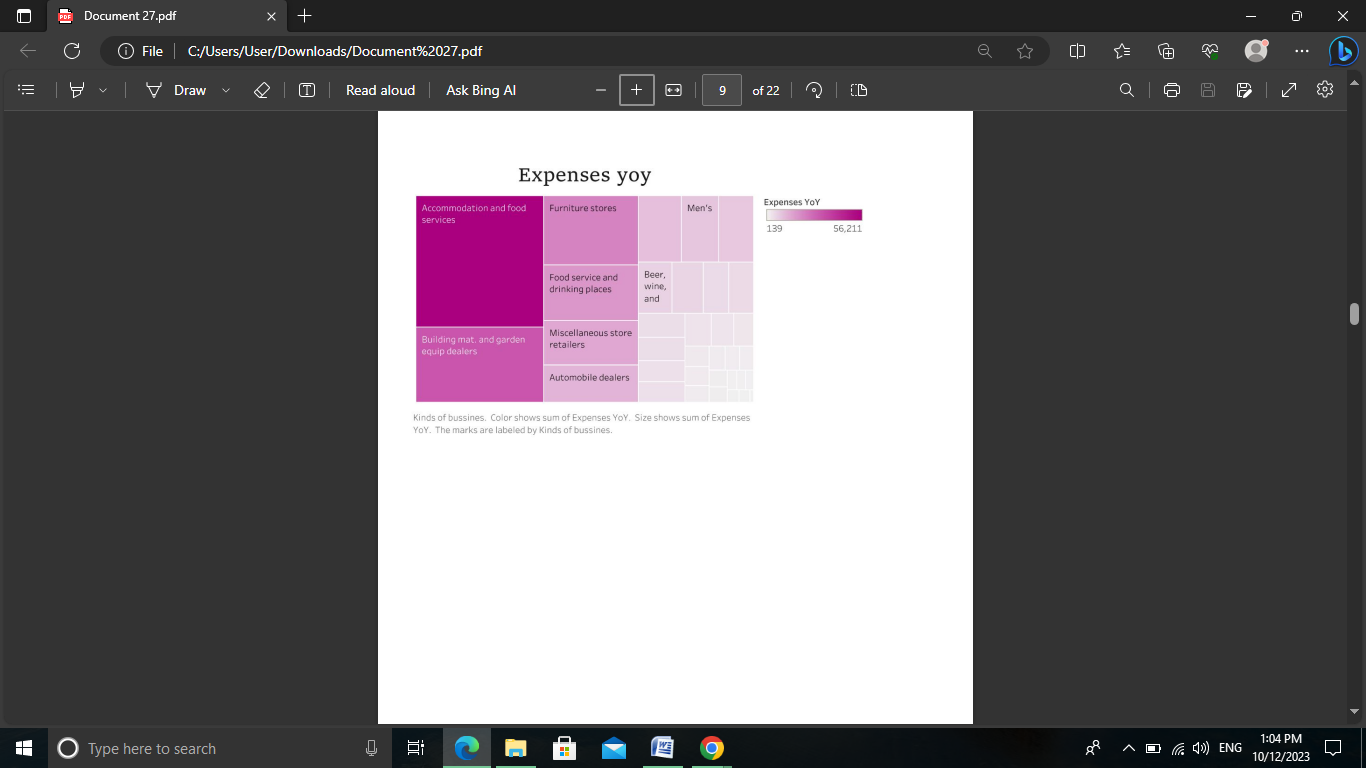 Document 27.pdf
File
C:/Users/User/Downloads/Document%2027.pdf
Draw
Read aloud
Ask Bing AI
9
of 22
Expenses yoy
Accommodation and food
services
Building mat. and garden
equip dealers
Furniture stores
Food service and
drinking places
Miscellaneous store
retailers
Automobile dealers
Men's
Beer,
wine,
and
Expenses YoY
139 56,211
Kinds of bussines. Color shows sum of Expenses YoY. Size shows sum of Expenses
YoY. The marks are labeled by Kinds of bussines.
Type here to search
ENG
1:04 PM
10/12/2023